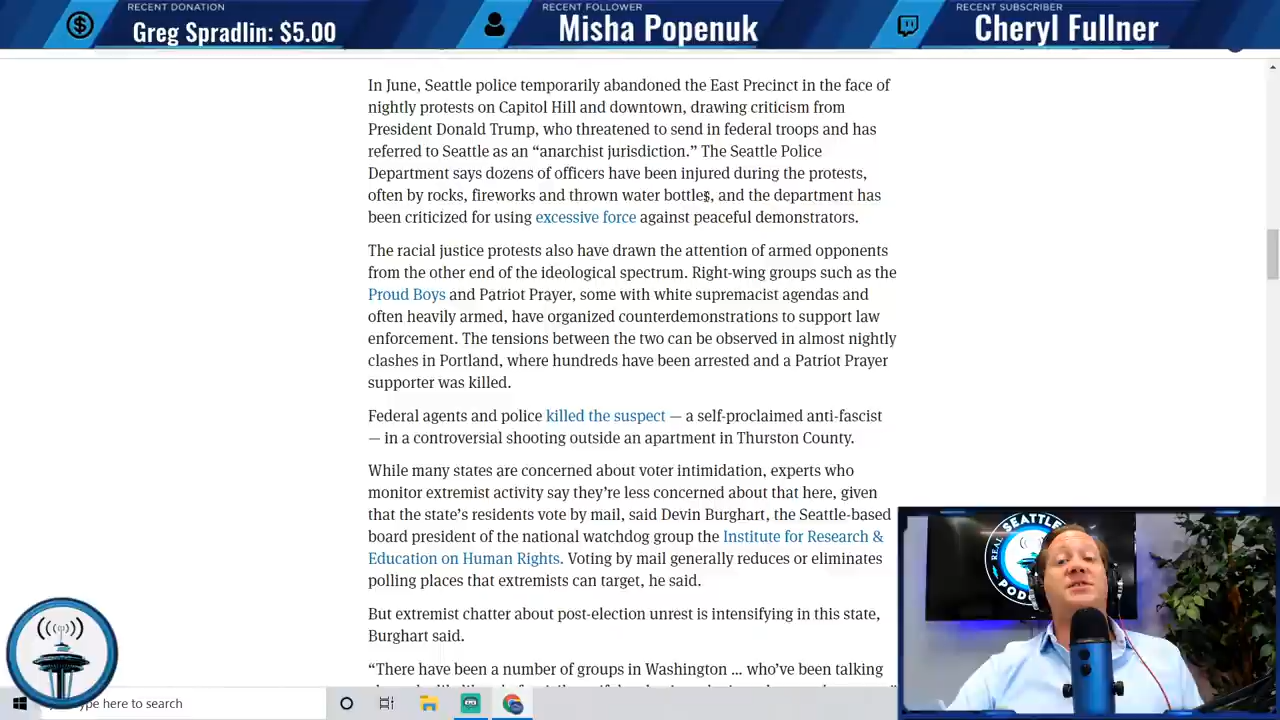 RECENT DONATION
Greg Spradlin: $5.00
RECENT FOLLOWER
Misha Popenuk
RECENT SUBSCRIBER
Cheryl Fullner
In June, Seattle police temporarily abandoned the East Precinct in the face of
nightly protests on Capitol Hill and downtown, drawing criticism from
President Donald Trump, who threatened to send in federal troops and has
referred to Seattle as an “anarchist jurisdiction.” The Seattle Police
Department says dozens of officers have been injured during the protests,
often by rocks, fireworks and thrown water bottles, and the department has
been criticized for using excessive force against peaceful demonstrators.
The racial justice protests also have drawn the attention of armed opponents
from the other end of the ideological spectrum. Right-wing groups such as the
Proud Boys and Patriot Prayer, some with white supremacist agendas and
often heavily armed, have organized counterdemonstrations to support law
enforcement. The tensions between the two can be observed in almost nightly
clashes in Portland, where hundreds have been arrested and a Patriot Prayer
supporter was killed.
Federal agents and police killed the suspect — a self-proclaimed anti-fascist
— in a controversial shooting outside an apartment in Thurston County.
While many states are concerned about voter intimidation, experts who
monitor extremist activity say they’re less concerned about that here, given
that the state’s residents vote by mail, said Devin Burghart, the Seattle-based
board president of the national watchdog group the Institute for Research &
Education on Human Rights. Voting by mail generally reduces or eliminates
polling places that extremists can target, he said.
But extremist chatter about post-election unrest is intensifying in this state,
Burghart said.
“There have been a number of groups in Washington ... who’ve been talking
REAL SEATTLE
type here to search